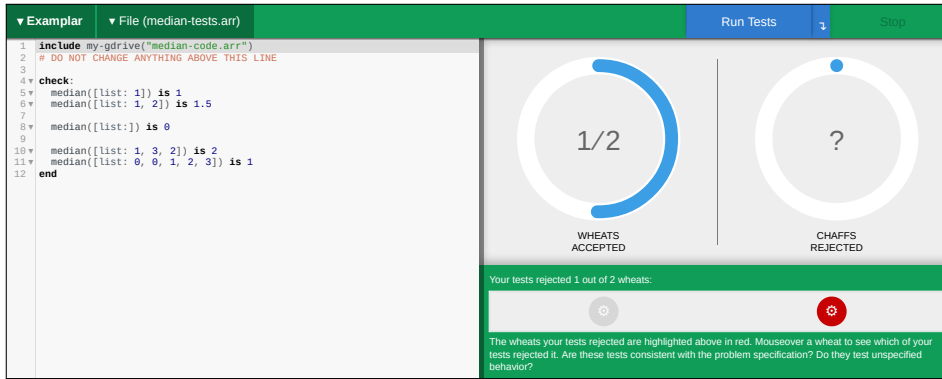 ▾ Examplar ▾ File (median-tests.arr) Run Tests ↴ Stop
1 include my-gdrive("median-code.arr")
2 # DO NOT CHANGE ANYTHING ABOVE THIS LINE
3
4 check:
5 median([list: 1]) is 1
6 median([list: 1, 2]) is 1.5
7
8 median([list:]) is 0
9
10 median([list: 1, 3, 2]) is 2
11 median([list: 0, 0, 1, 2, 3]) is 1
12 end
1/2
WHEATS
ACCEPTED
?
CHAFFS
REJECTED
Your tests rejected 1 out of 2 wheats:
The wheats your tests rejected are highlighted above in red. Mouseover a wheat to see which of your
tests rejected it. Are these tests consistent with the problem specification? Do they test unspecified
behavior?